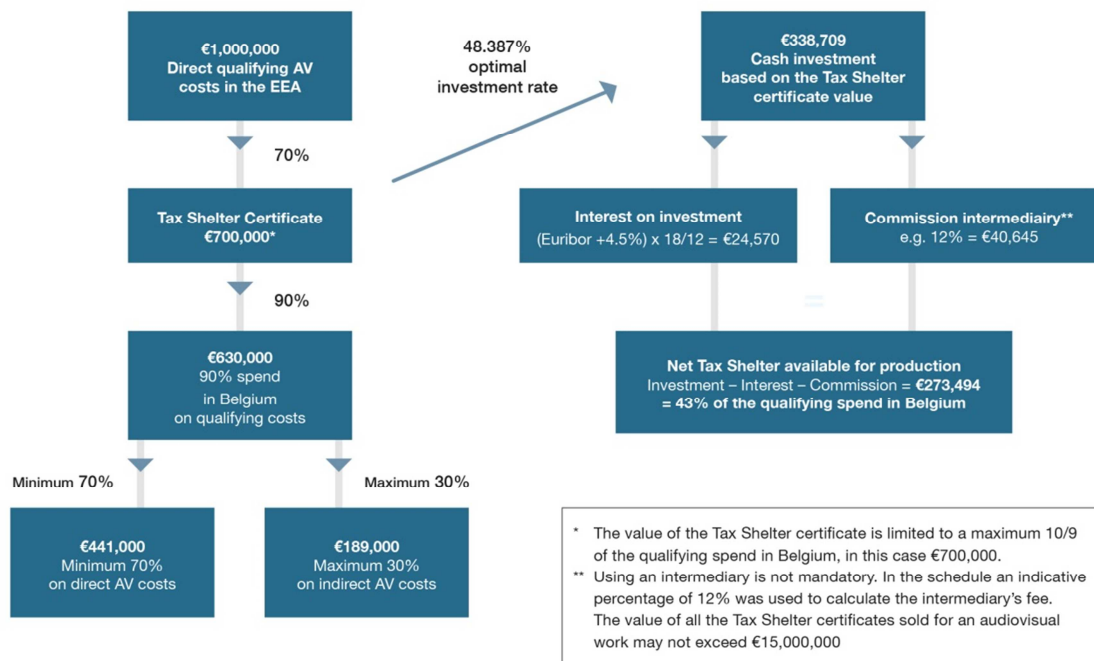 €1,000,000
Direct qualifying AV
costs in the EEA
70%
Tax Shelter Certificate
€700,000*
90%
€630,000
90% spend
in Belgium
on qualifying costs
Minimum 70%
Maximum 30%
€441,000
Minimum 70%
on direct AV costs
€189,000
Maximum 30%
on indirect AV costs
48.387%
optimal
investment rate
€338,709
Cash investment
based on the Tax Shelter
certificate value
Interest on investment
(Euribor +4.5%) x 18/12 = €24,570
Commission intermediairy**
e.g. 12% = €40,645
=
Net Tax Shelter available for production
Investment – Interest – Commission = €273,494
= 43% of the qualifying spend in Belgium
* The value of the Tax Shelter certificate is limited to a maximum 10/9
of the qualifying spend in Belgium, in this case €700,000.
** Using an intermediary is not mandatory. In the schedule an indicative
percentage of 12% was used to calculate the intermediary's fee.
The value of all the Tax Shelter certificates sold for an audiovisual
work may not exceed €15,000,000